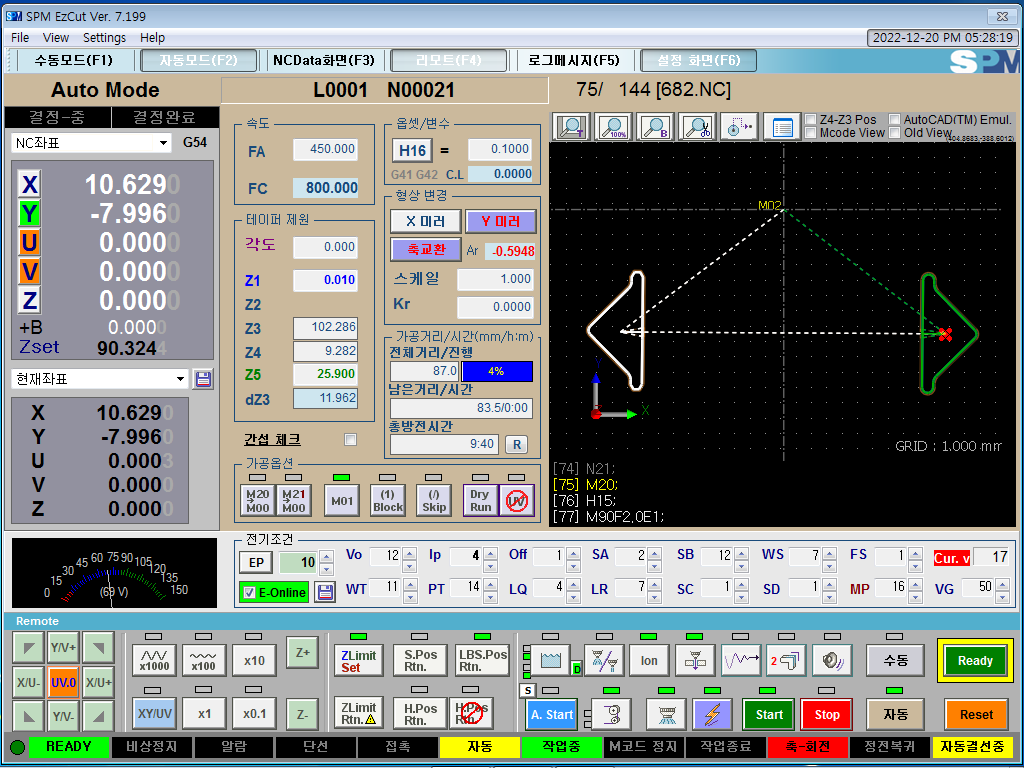 SPM EzCut Ver. 7.199
File View Settings Help
2022-12-20 PM 05:28:19
수동모드(F1) 자동모드(F2) NCData화면(F3) 리모트(F4) 로그메시지(F5) 설정 화면(F6) SPM
Auto Mode L0001 N00021 75/ 144 [682.NC]
결정-중 결정완료
NC좌표 G54
X 10.6290
Y -7.9960
U 0.0000
V 0.0000
Z 0.0000
+B 0.0000
Zset 90.3244
현재좌표
X 10.6290
Y -7.9960
U 0.0003
V 0.0000
Z 0.0000
속도
FA 450.000
FC 800.000
테이퍼 제원
각도 0.000
Z1 0.010
Z2
Z3 102.286
Z4 9.282
Z5 25.900
dZ3 11.962
간섭 체크
옵셋/변수
H16 = 0.1000
G41 G42 C.L 0.0000
형상 변경
X 미러 Y 미러
축교환 Ar -0.5948
스케일 1.000
Kr 0.0000
가공거리/시간(mm/h:m)
전체거리/진행
87.0 4%
남은거리/시간
83.5/0:00
총방전시간
9:40 R
가공옵션
M20 M00 M21 M00 M01 (1) Block (/) Skip Dry Run UV
T 100% B
Z4-Z3 Pos AutoCAD(TM) Emul.
Mcode View Old View
(404.8683,-388.6012)
M02
Y
X
GRID : 1.000 mm
[74] N21;
[75] M20;
[76] H15;
[77] M90F2.0E1;
0 15 30 45 60 75 90 105 120 135 150
(69 V)
전기조건
EP 10 Vo 12 Ip 4 Off 1 SA 2 SB 12 WS 7 FS 1 Cur. v 17
E-Online WT 11 PT 14 LQ 4 LR 7 SC 1 SD 1 MP 16 VG 50
Remote
Y/V+ x1000 x100 x10 Z+ ZLimit Set S.Pos Rtn. LBS.Pos Rtn. D Ion 2 수동 Ready
X/U- UV.0 X/U+
Y/V- XY/UV x1 x0.1 Z- ZLimit Rtn. H.Pos Rtn. H.Pos Rtn. S A. Start Start Stop 자동 Reset
READY 비상정지 알람 단선 접촉 자동 작업중 M코드 정지 작업종료 축-회전 정전복귀 자동결선중